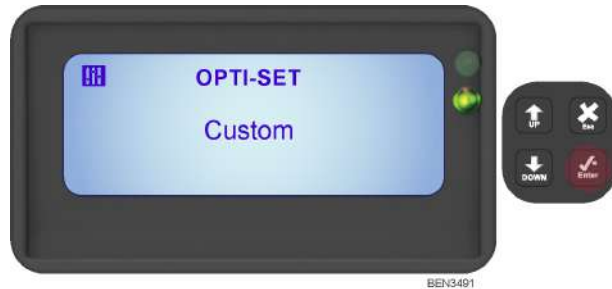 OPTI-SET
Custom
UP
Esc
DOWN
Enter
BEN3491